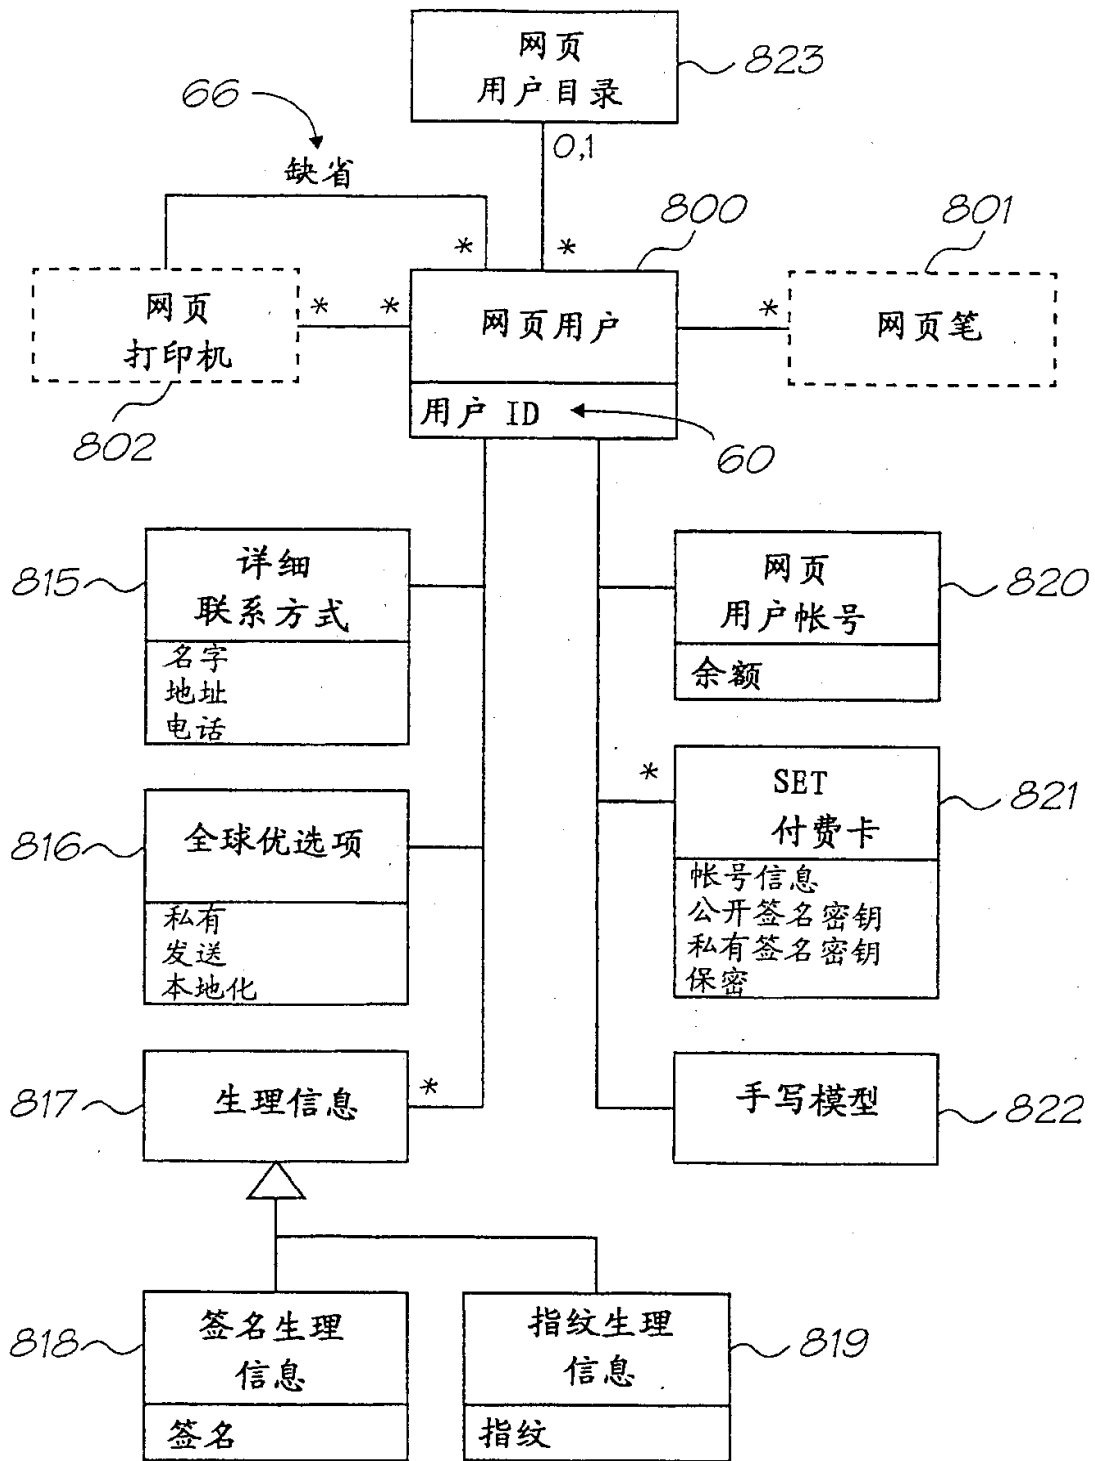 网页
用户目录
823
66
0,1
缺省
800
801
*
*
网页
打印机
*
*
网页用户
*
网页笔
802
用户 ID
60
815
详细
联系方式
名字
地址
电话
网页
用户帐号
820
余额
816
全球优选项
私有
发送
本地化
*
SET
付费卡
821
帐号信息
公开签名密钥
私有签名密钥
保密
817
生理信息
*
手写模型
822
818
签名生理
信息
签名
指纹生理
信息
819
指纹